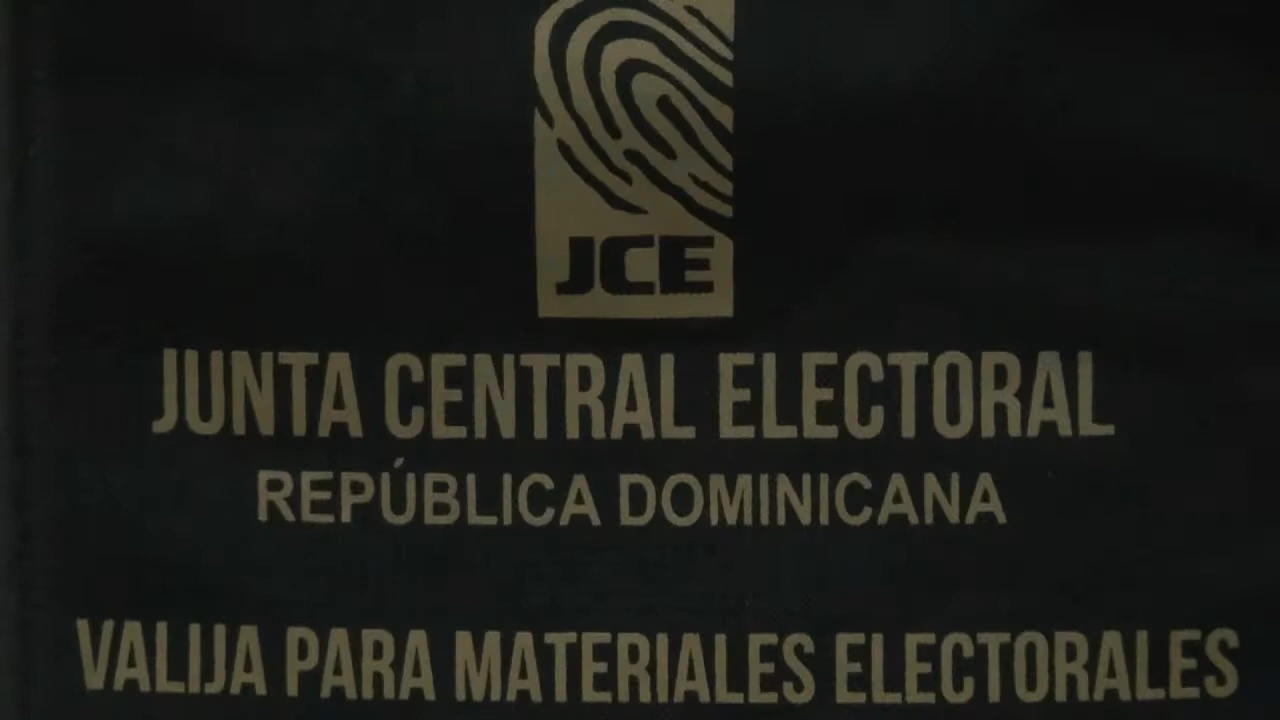 JCE
JUNTA CENTRAL ELECTORAL
REPÚBLICA DOMINICANA
VALIJA PARA MATERIALES ELECTORALES